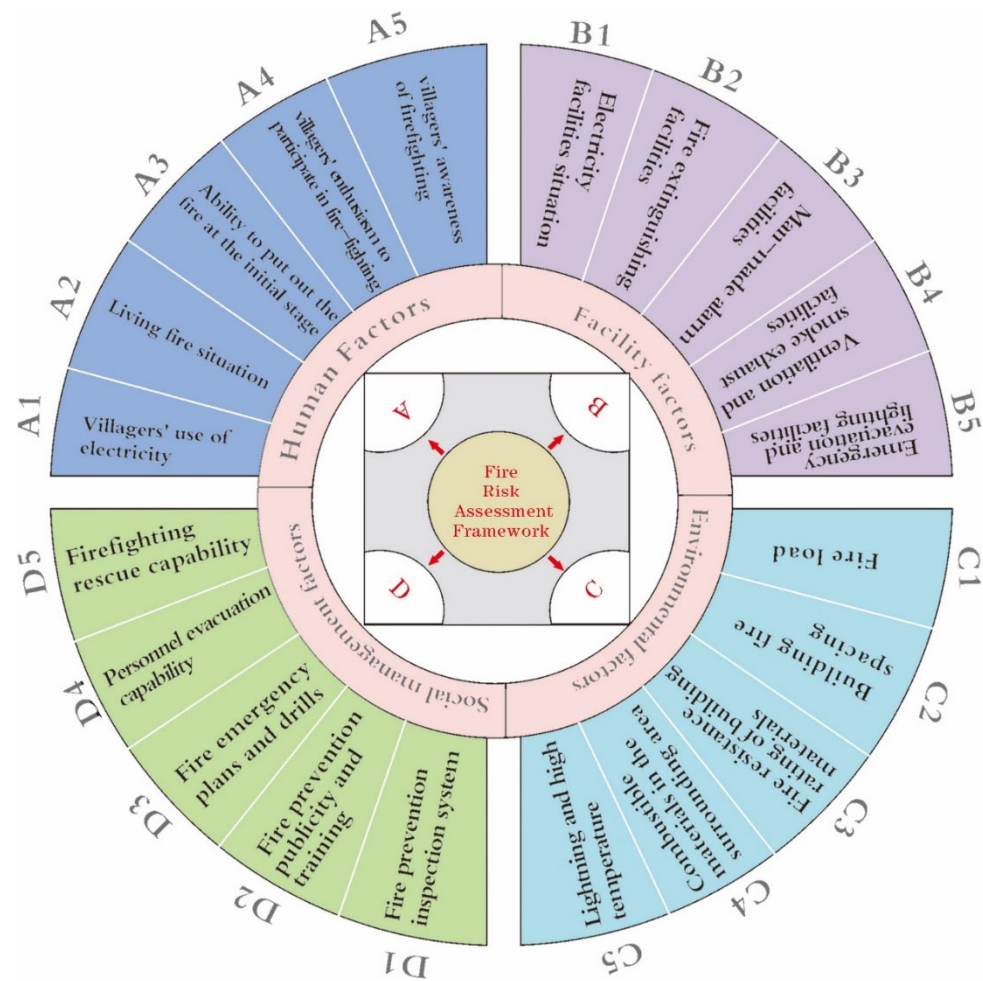 A1
Villagers' use of
electricity
A2
Living fire situation
A3
Ability to put out the
fire at the initial stage
A4
villagers' enthusiasm to
participate in fire-fighting
A5
villagers' awareness
of firefighting
B1
Electricity
facilities situation
B2
Fire extinguishing
facilities
B3
Man-made alarm
facilities
B4
Ventilation and
smoke exhaust
facilities
B5
Emergency
evacuation and
lighting facilities
C1
Fire load
C2
Building fire
spacing
C3
Fire resistance
rating of building
materials
C4
Combustible
materials in the
surrounding area
C5
Lightning and high
temperature
D1
Fire prevention
inspection system
D2
Fire prevention
publicity and
training
D3
Fire emergency
plans and drills
D4
Personnel evacuation
capability
D5
Firefighting
rescue capability
Human Factors
Facility factors
Environmental factors
Social management factors
A
B
C
D
Fire
Risk
Assessment
Framework